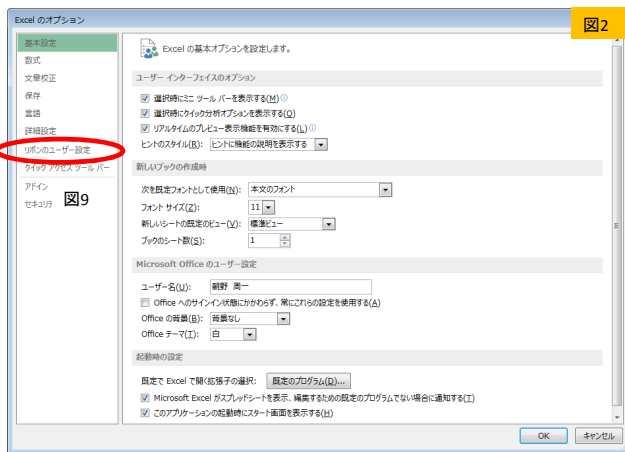 Excel のオプション
図2
基本設定
数式
文章校正
保存
言語
詳細設定
リボンのユーザー設定
クイック アクセス ツール バー
アドイン
セキュリテ
図9
Excel の基本オプションを設定します。
ユーザー インターフェイスのオプション
選択時にミニ ツール バーを表示する(M)
選択時にクイック分析オプションを表示する(Q)
リアルタイムのプレビュー表示機能を有効にする(L)
ヒントのスタイル(R): ヒントに機能の説明を表示する
新しいブックの作成時
次を既定フォントとして使用(N): 本文のフォント
フォント サイズ(Z): 11
新しいシートの既定のビュー(V): 標準ビュー
ブックのシート数(S): 1
Microsoft Office のユーザー設定
ユーザー名(U): 朝野 周一
Office へのサインイン状態にかかわらず、常にこれらの設定を使用する(A)
Office の背景(B): 背景なし
Office テーマ(T): 白
起動時の設定
既定で Excel で開く拡張子の選択: 既定のプログラム(D)...
Microsoft Excel がスプレッドシートを表示、編集するための既定のプログラムでない場合に通知する(I)
このアプリケーションの起動時にスタート画面を表示する(H)
OK キャンセル